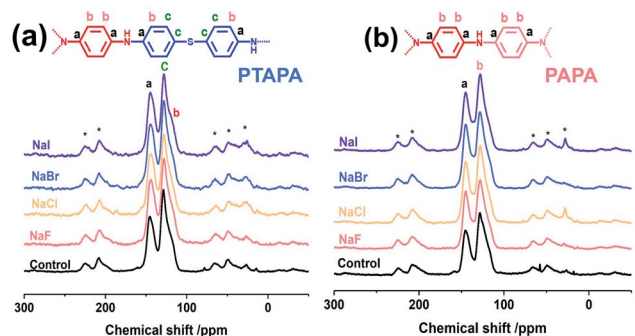 (a)
b b b c c b
N a a N H a c S c a N H
PTAPA
C
a
b
* * * * *
NaI
NaBr
NaCl
NaF
Control
300 200 100 0
Chemical shift /ppm
(b)
b b H b b
N a a N a a N
PAPA
b
a
* * * * *
NaI
NaBr
NaCl
NaF
Control
300 200 100 0
Chemical shift /ppm